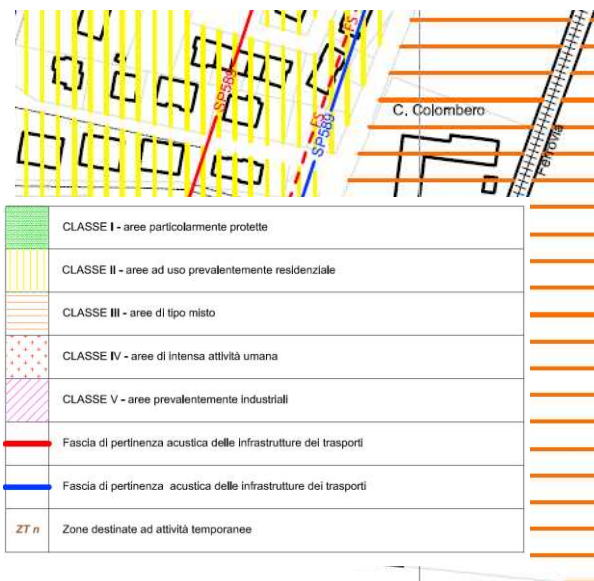 FS
SP589
C. Colombero
FS
SP589
Ferrovia
CLASSE I - aree particolarmente protette
CLASSE II - aree ad uso prevalentemente residenziale
CLASSE III - aree di tipo misto
CLASSE IV - aree di intensa attività umana
CLASSE V - aree prevalentemente industriali
Fascia di pertinenza acustica delle infrastrutture dei trasporti
Fascia di pertinenza acustica delle infrastrutture dei trasporti
ZT n Zone destinate ad attività temporanee